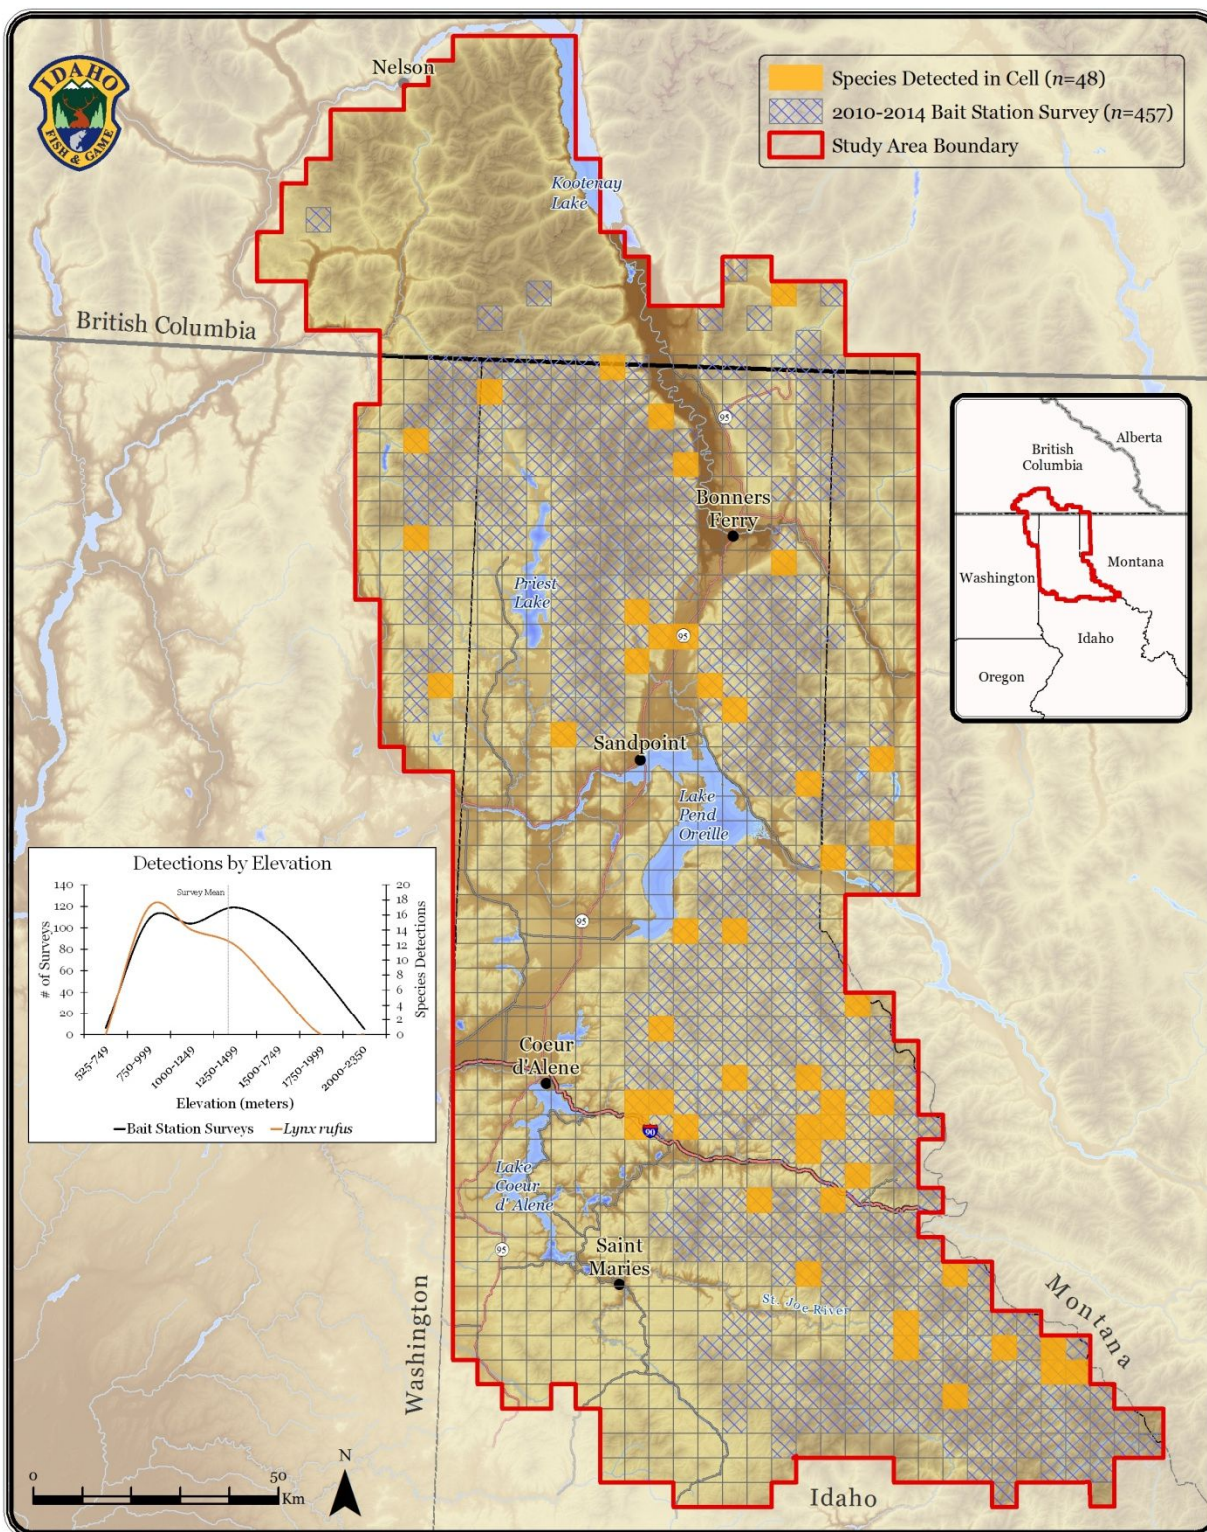 IDAHO
FISH & GAME
Nelson
Species Detected in Cell (n=48)
2010-2014 Bait Station Survey (n=457)
Study Area Boundary
Kootenay
Lake
British Columbia
95
Bonners
Ferry
Priest
Lake
95
Sandpoint
Lake
Pend
Oreille
British
Columbia
Alberta
Washington
Montana
Idaho
Oregon
Detections by Elevation
Survey Mean
# of Surveys
140
120
100
80
60
40
20
0
20
18
16
14
12
10
8
6
4
2
0
Species Detections
525-749
750-999
1000-1249
1250-1499
1500-1749
1750-1999
2000-2350
Elevation (meters)
Bait Station Surveys
Lynx rufus
95
Coeur
d'Alene
90
Lake
Coeur
d'Alene
95
Saint
Maries
St. Joe River
Washington
Montana
Idaho
0
50
Km
N